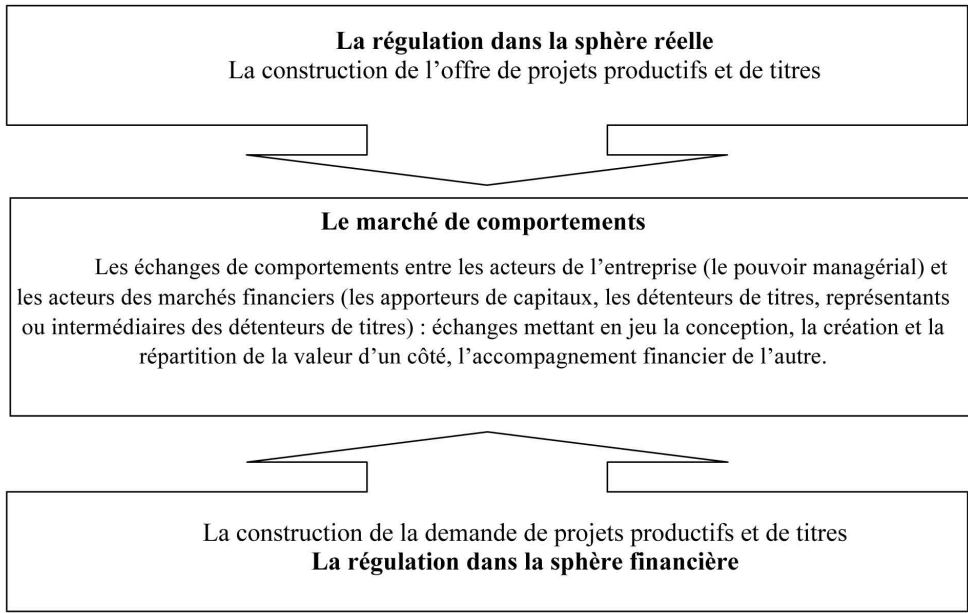 La régulation dans la sphère réelle
La construction de l’offre de projets productifs et de titres
Le marché de comportements
Les échanges de comportements entre les acteurs de l’entreprise (le pouvoir managérial) et
les acteurs des marchés financiers (les apporteurs de capitaux, les détenteurs de titres, représentants
ou intermédiaires des détenteurs de titres) : échanges mettant en jeu la conception, la création et la
répartition de la valeur d’un côté, l’accompagnement financier de l’autre.
La construction de la demande de projets productifs et de titres
La régulation dans la sphère financière